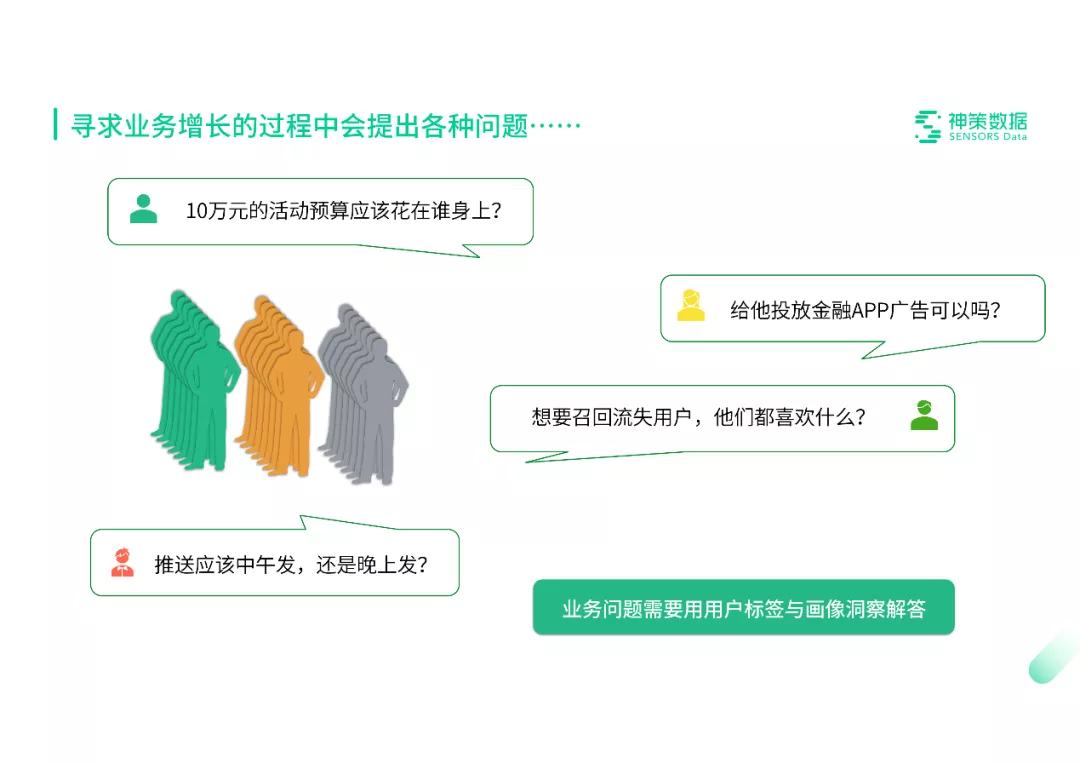 寻求业务增长的过程中会提出各种问题……
神策数据
SENSORS Data
10万元的活动预算应该花在谁身上？
给他投放金融APP广告可以吗？
想要召回流失用户，他们都喜欢什么？
推送应该中午发，还是晚上发？
业务问题需要用用户标签与画像洞察解答